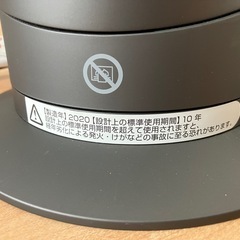 【製造年】2020【設計上の標準使用期間】10年
設計上の標準使用期間を超えて使用されますと、
経年劣化による発火・けがなどの事故に至る恐れがあります。